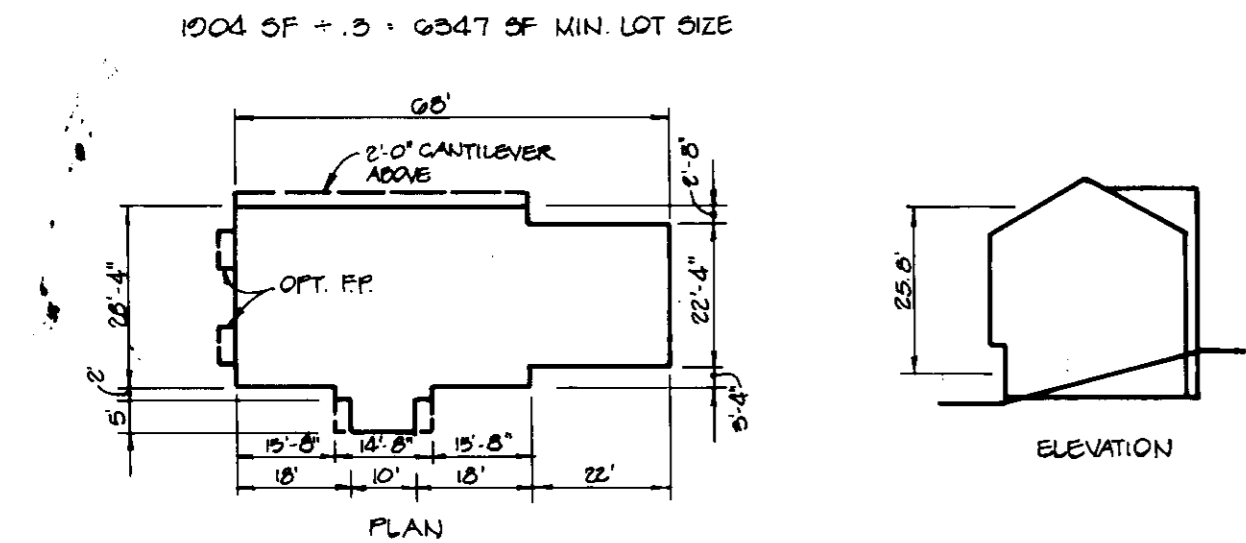 1904 SF ÷ .3 = 6347 SF MIN. LOT SIZE
68'
2'-0" CANTILEVER
ABOVE
2'-8"
28'-4"
OPT. F.P.
22'-4"
25.8'
2'
5'
3'-4"
15'-8" 14'-8" 15'-8"
18' 10' 18' 22'
PLAN
ELEVATION